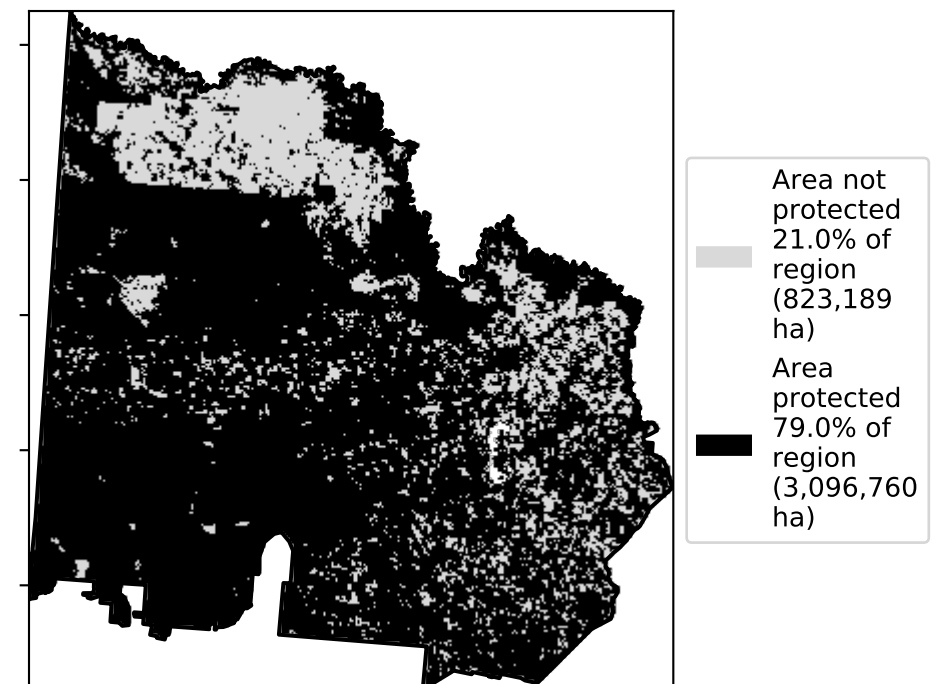 Area not
protected
21.0% of
region
(823,189
ha)
Area
protected
79.0% of
region
(3,096,760
ha)